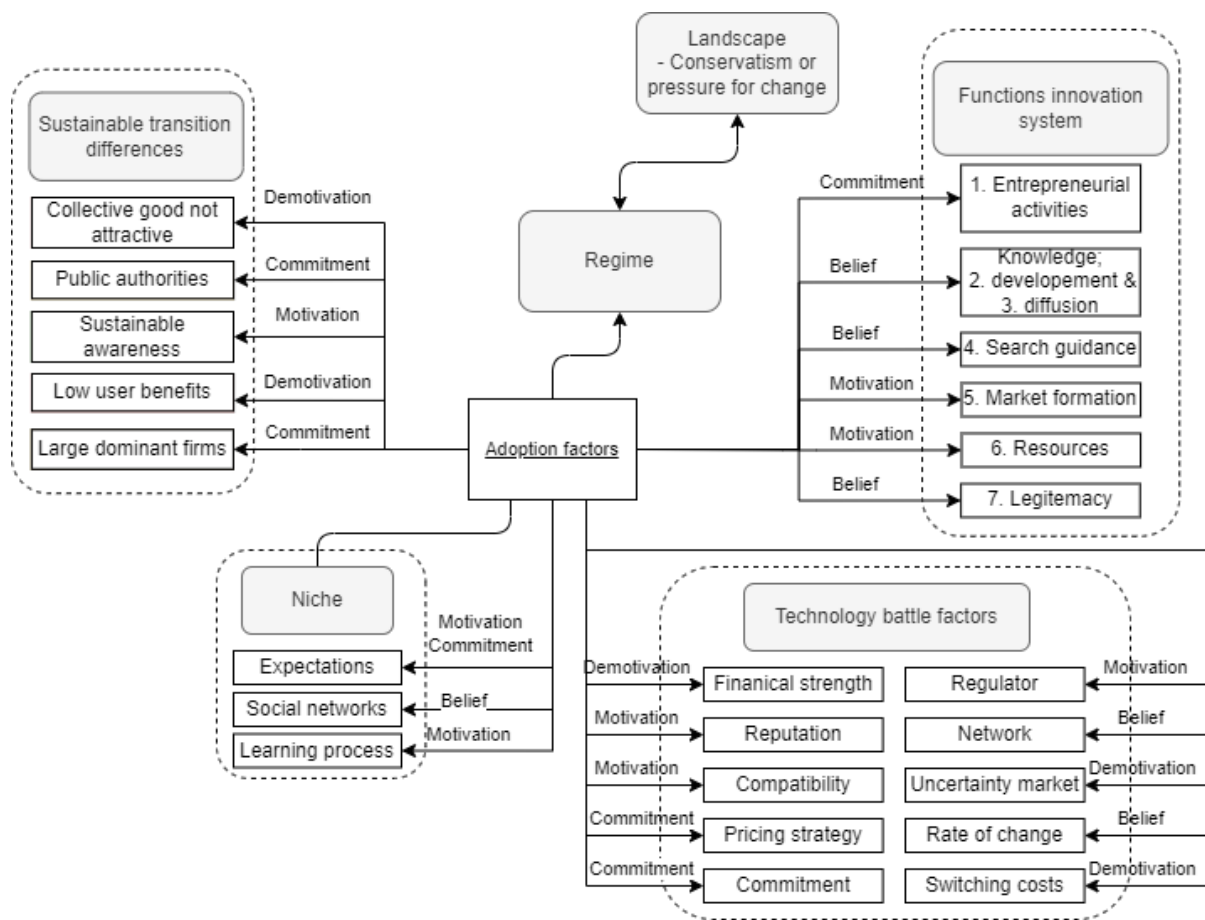 Landscape
- Conservatism or
pressure for change
Sustainable transition
differences
Demotivation
Collective good not
attractive
Commitment
Public authorities
Motivation
Sustainable
awareness
Demotivation
Low user benefits
Commitment
Large dominant firms
Regime
Adoption factors
Functions innovation
system
Commitment
1. Entrepreneurial
activities
Belief
Knowledge;
2. developement &
3. diffusion
Belief
4. Search guidance
Motivation
5. Market formation
Motivation
6. Resources
Belief
7. Legitemacy
Niche
Motivation
Commitment
Expectations
Belief
Social networks
Motivation
Learning process
Technology battle factors
Demotivation
Finanical strength
Regulator
Motivation
Motivation
Reputation
Network
Belief
Motivation
Compatibility
Uncertainty market
Demotivation
Commitment
Pricing strategy
Rate of change
Belief
Commitment
Commitment
Switching costs
Demotivation